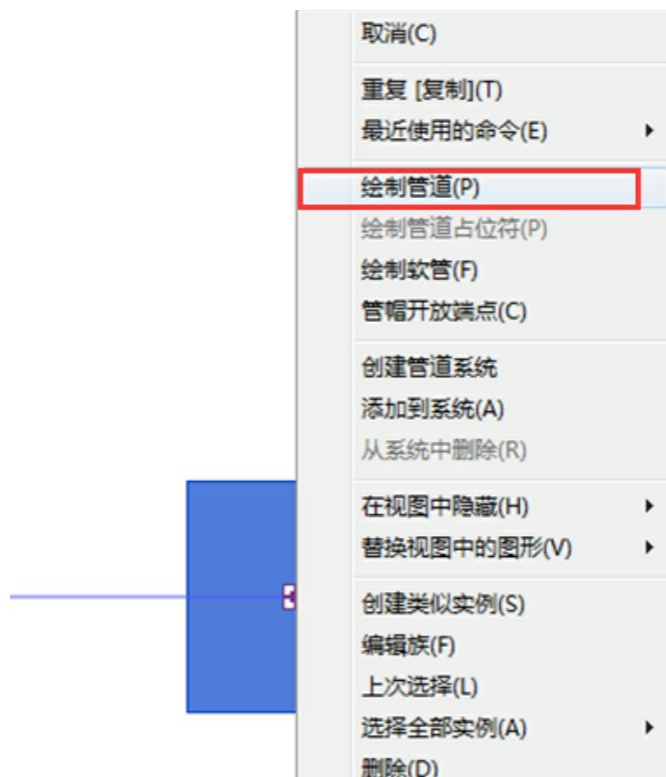 取消(C)
重复 [复制](T)
最近使用的命令(E)
绘制管道(P)
绘制管道占位符(P)
绘制软管(F)
管帽开放端点(C)
创建管道系统
添加到系统(A)
从系统中删除(R)
在视图中隐藏(H)
替换视图中的图形(V)
创建类似实例(S)
编辑族(F)
上次选择(L)
选择全部实例(A)
删除(D)